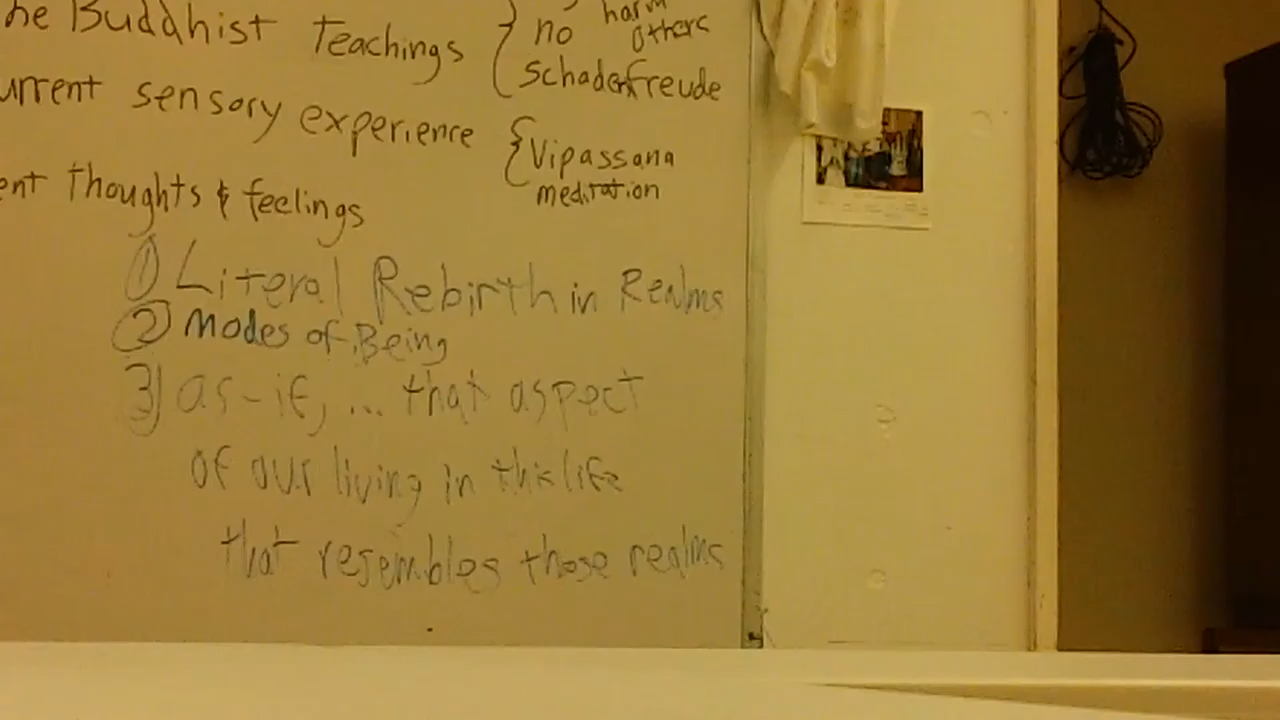 he Buddhist Teachings
harm
no others
Schadenfreude
urrent sensory experience
Vipassana
meditation
ent Thoughts & feelings
① Literal Rebirth in Realms
② Modes of Being
③ as-if, ... that aspect
of our living in this life
that resembles those realms